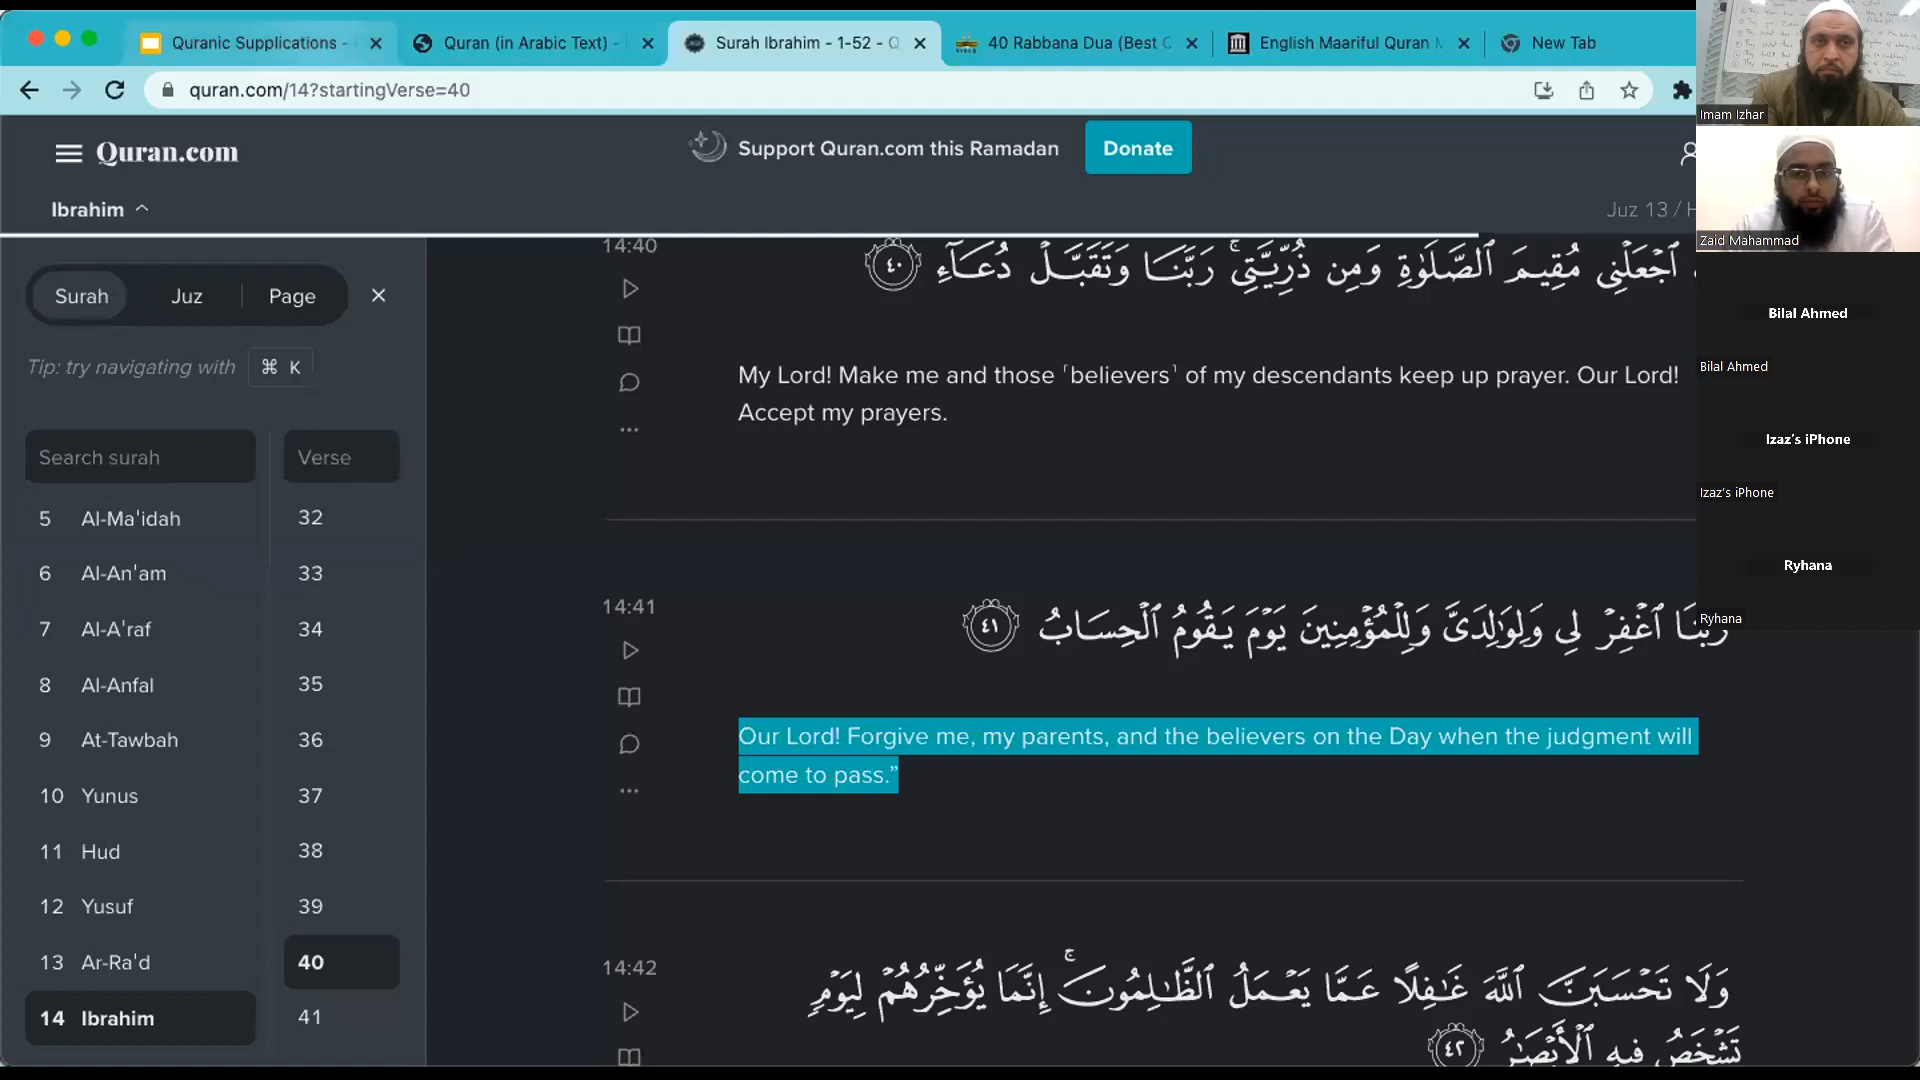 Quranic Supplications -
Quran (in Arabic Text) -
Surah Ibrahim - 1-52 - Q
40 Rabbana Dua (Best C
English Maariful Quran M
New Tab
quran.com/14?startingVerse=40
Quran.com
Support Quran.com this Ramadan
Donate
Ibrahim
Juz 13 / H
Surah
Juz
Page
Tip: try navigating with ⌘ K
Search surah
Verse
5 Al-Ma'idah
6 Al-An'am
7 Al-A'raf
8 Al-Anfal
9 At-Tawbah
10 Yunus
11 Hud
12 Yusuf
13 Ar-Ra'd
14 Ibrahim
32
33
34
35
36
37
38
39
40
41
14:40
ٱجْعَلْنِى مُقِيمَ ٱلصَّلَوٰةِ وَمِن ذُرِّيَّتِى ۚ رَبَّنَا وَتَقَبَّلْ دُعَآءِ ٤٠
My Lord! Make me and those ˹believers˺ of my descendants keep up prayer. Our Lord!
Accept my prayers.
14:41
رَبَّنَا ٱغْفِرْ لِى وَلِوَٰلِدَىَّ وَلِلْمُؤْمِنِينَ يَوْمَ يَقُومُ ٱلْحِسَابُ ٤١
Our Lord! Forgive me, my parents, and the believers on the Day when the judgment will
come to pass.”
14:42
وَلَا تَحْسَبَنَّ ٱللَّهَ غَـٰفِلًا عَمَّا يَعْمَلُ ٱلظَّـٰلِمُونَ ۚ إِنَّمَا يُؤَخِّرُهُمْ لِيَوْمٍ
تَشْخَصُ فِيهِ ٱلْأَبْصَـٰرُ ٤٢
Imam Izhar
Zaid Mahammad
Bilal Ahmed
Bilal Ahmed
Izaz's iPhone
Izaz's iPhone
Ryhana
Ryhana